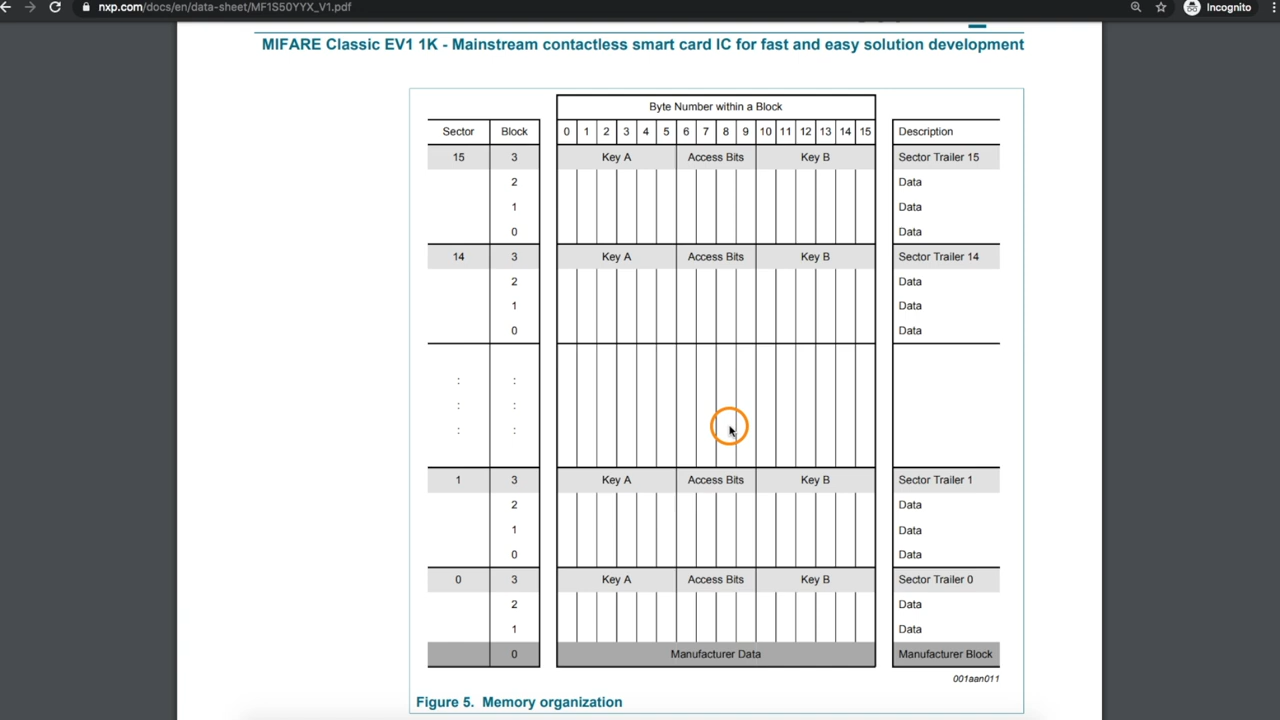 nxp.com/docs/en/data-sheet/MF1S50YYX_V1.pdf Incognito
MIFARE Classic EV1 1K - Mainstream contactless smart card IC for fast and easy solution development
Byte Number within a Block
Sector Block 0 1 2 3 4 5 6 7 8 9 10 11 12 13 14 15 Description
15 3 Key A Access Bits Key B Sector Trailer 15
2 Data
1 Data
0 Data
14 3 Key A Access Bits Key B Sector Trailer 14
2 Data
1 Data
0 Data
: :
: :
: :
1 3 Key A Access Bits Key B Sector Trailer 1
2 Data
1 Data
0 Data
0 3 Key A Access Bits Key B Sector Trailer 0
2 Data
1 Data
0 Manufacturer Data Manufacturer Block
001aan011
Figure 5. Memory organization